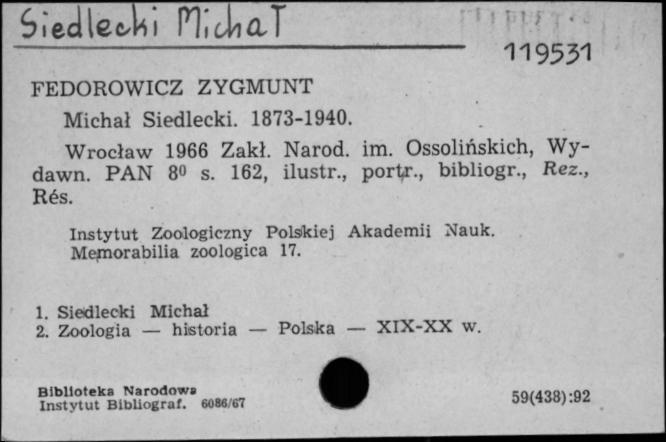 Siedlecki Michał
119531
FEDOROWICZ ZYGMUNT
Michał Siedlecki. 1873-1940.
Wrocław 1966 Zakł. Narod. im. Ossolińskich, Wy-
dawn. PAN 8⁰ s. 162, ilustr., portr., bibliogr., Rez.,
Rés.
Instytut Zoologiczny Polskiej Akademii Nauk.
Memorabilia zoologica 17.
1. Siedlecki Michał
2. Zoologia — historia — Polska — XIX-XX w.
Biblioteka Narodowa
Instytut Bibliograf. 6086/67
59(438):92